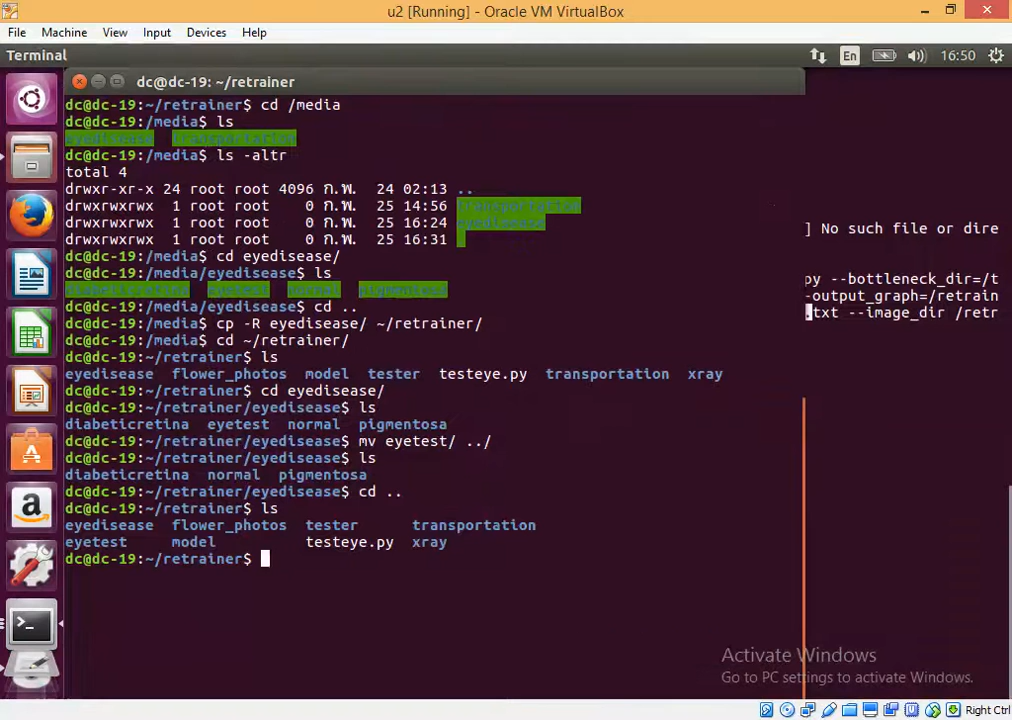 u2 [Running] - Oracle VM VirtualBox
File Machine View Input Devices Help
Terminal En 16:50
dc@dc-19: ~/retrainer
dc@dc-19:~/retrainer$ cd /media
dc@dc-19:/media$ ls
eyedisease transportation
dc@dc-19:/media$ ls -altr
total 4
drwxr-xr-x 24 root root 4096 ก.พ. 24 02:13 ..
drwxrwxrwx 1 root root 0 ก.พ. 25 14:56 transportation
drwxrwxrwx 1 root root 0 ก.พ. 25 16:24 eyedisease
drwxrwxrwx 1 root root 0 ก.พ. 25 16:31 .
dc@dc-19:/media$ cd eyedisease/
dc@dc-19:/media/eyedisease$ ls
diabeticretina eyetest normal pigmentosa
dc@dc-19:/media/eyedisease$ cd ..
dc@dc-19:/media$ cp -R eyedisease/ ~/retrainer/
dc@dc-19:/media$ cd ~/retrainer/
dc@dc-19:~/retrainer$ ls
eyedisease flower_photos model tester testeye.py transportation xray
dc@dc-19:~/retrainer$ cd eyedisease/
dc@dc-19:~/retrainer/eyedisease$ ls
diabeticretina eyetest normal pigmentosa
dc@dc-19:~/retrainer/eyedisease$ mv eyetest/ ../
dc@dc-19:~/retrainer/eyedisease$ ls
diabeticretina normal pigmentosa
dc@dc-19:~/retrainer/eyedisease$ cd ..
dc@dc-19:~/retrainer$ ls
eyedisease flower_photos tester transportation
eyetest model testeye.py xray
dc@dc-19:~/retrainer$
] No such file or dire
py --bottleneck_dir=/t
-output_graph=/retrain
.txt --image_dir /retr
Activate Windows
Go to PC settings to activate Windows.
Right Ctrl